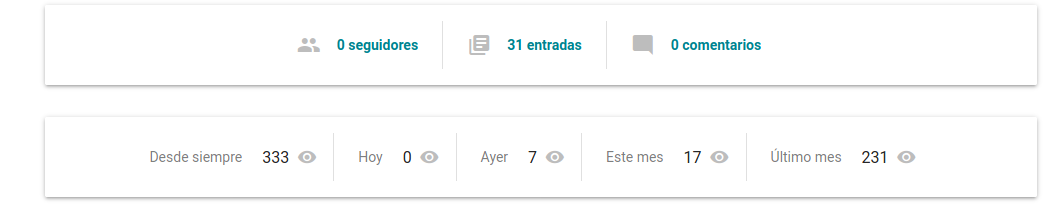 0 seguidores 31 entradas 0 comentarios
Desde siempre 333 Hoy 0 Ayer 7 Este mes 17 Último mes 231